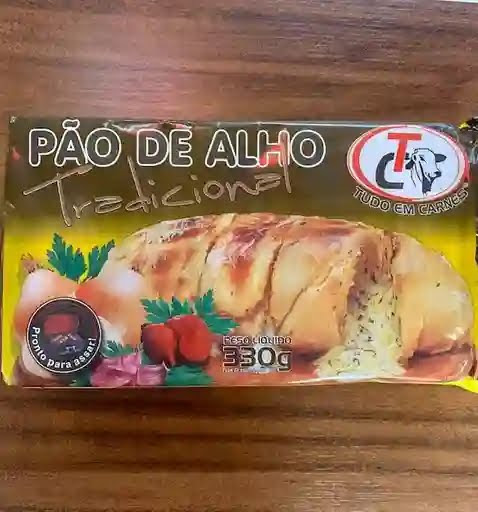 PÃO DE ALHO
Tradicional
TC
TUDO EM CARNES
Pronto para assar!
PESO LÍQUIDO
330g